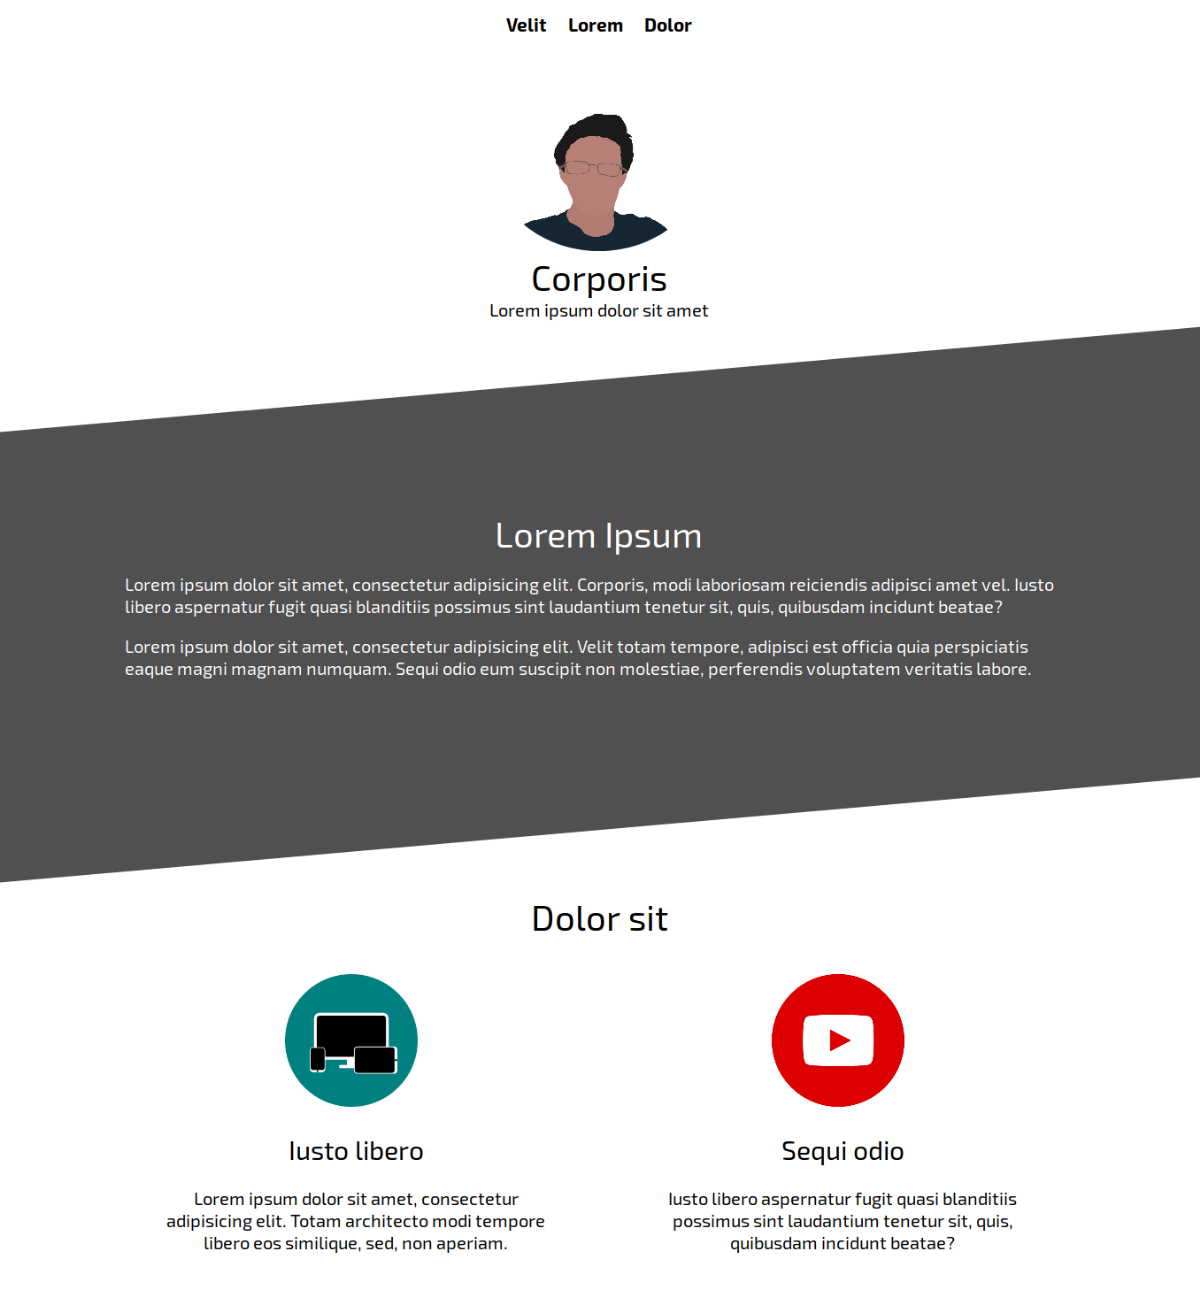 Velit Lorem Dolor
Corporis
Lorem ipsum dolor sit amet
Lorem Ipsum
Lorem ipsum dolor sit amet, consectetur adipisicing elit. Corporis, modi laboriosam reiciendis adipisci amet vel. Iusto
libero aspernatur fugit quasi blanditiis possimus sint laudantium tenetur sit, quis, quibusdam incidunt beatae?
Lorem ipsum dolor sit amet, consectetur adipisicing elit. Velit totam tempore, adipisci est officia quia perspiciatis
eaque magni magnam numquam. Sequi odio eum suscipit non molestiae, perferendis voluptatem veritatis labore.
Dolor sit
Iusto libero
Lorem ipsum dolor sit amet, consectetur
adipisicing elit. Totam architecto modi tempore
libero eos similique, sed, non aperiam.
Sequi odio
Iusto libero aspernatur fugit quasi blanditiis
possimus sint laudantium tenetur sit, quis,
quibusdam incidunt beatae?